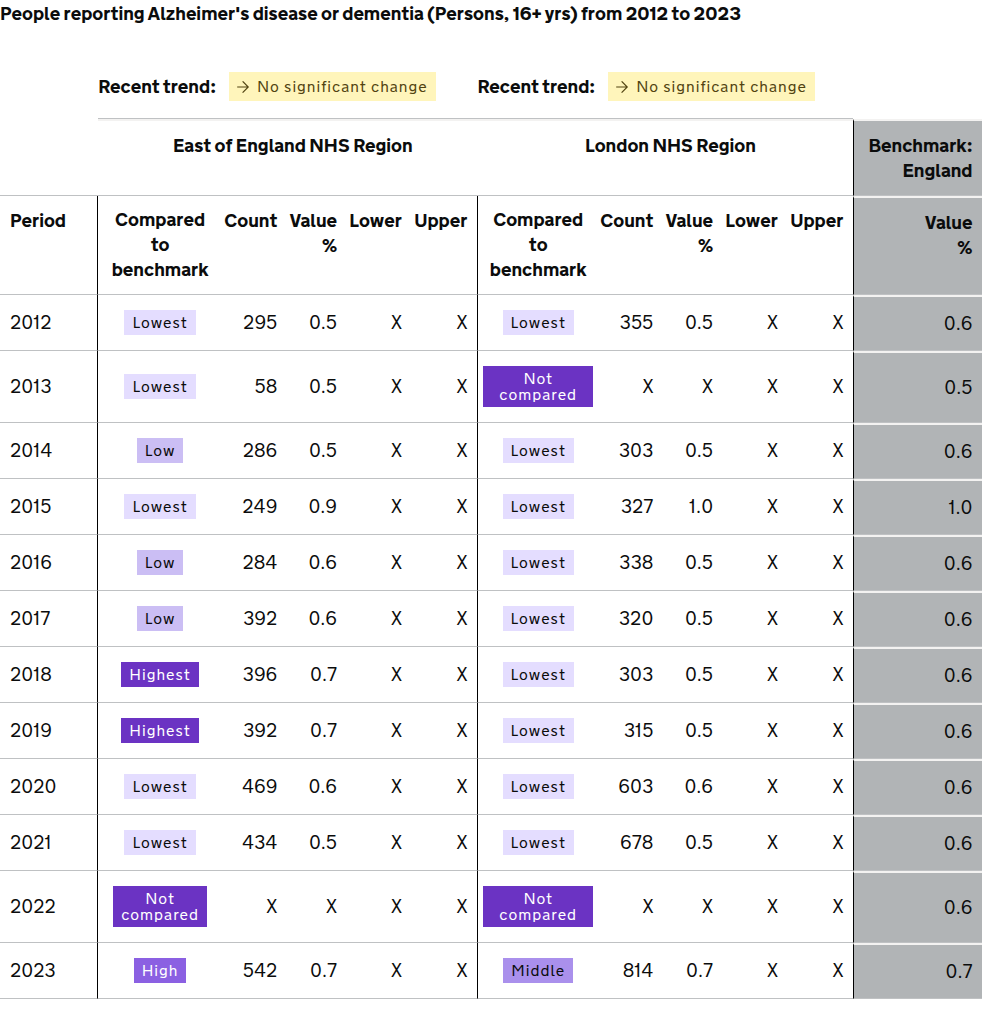 People reporting Alzheimer's disease or dementia (Persons, 16+ yrs) from 2012 to 2023
Recent trend: → No significant change Recent trend: → No significant change
East of England NHS Region London NHS Region Benchmark: England
Period Compared to benchmark Count Value % Lower Upper Compared to benchmark Count Value % Lower Upper Value %
2012 Lowest 295 0.5 X X Lowest 355 0.5 X X 0.6
2013 Lowest 58 0.5 X X Not compared X X X X 0.5
2014 Low 286 0.5 X X Lowest 303 0.5 X X 0.6
2015 Lowest 249 0.9 X X Lowest 327 1.0 X X 1.0
2016 Low 284 0.6 X X Lowest 338 0.5 X X 0.6
2017 Low 392 0.6 X X Lowest 320 0.5 X X 0.6
2018 Highest 396 0.7 X X Lowest 303 0.5 X X 0.6
2019 Highest 392 0.7 X X Lowest 315 0.5 X X 0.6
2020 Lowest 469 0.6 X X Lowest 603 0.6 X X 0.6
2021 Lowest 434 0.5 X X Lowest 678 0.5 X X 0.6
2022 Not compared X X X X Not compared X X X X 0.6
2023 High 542 0.7 X X Middle 814 0.7 X X 0.7